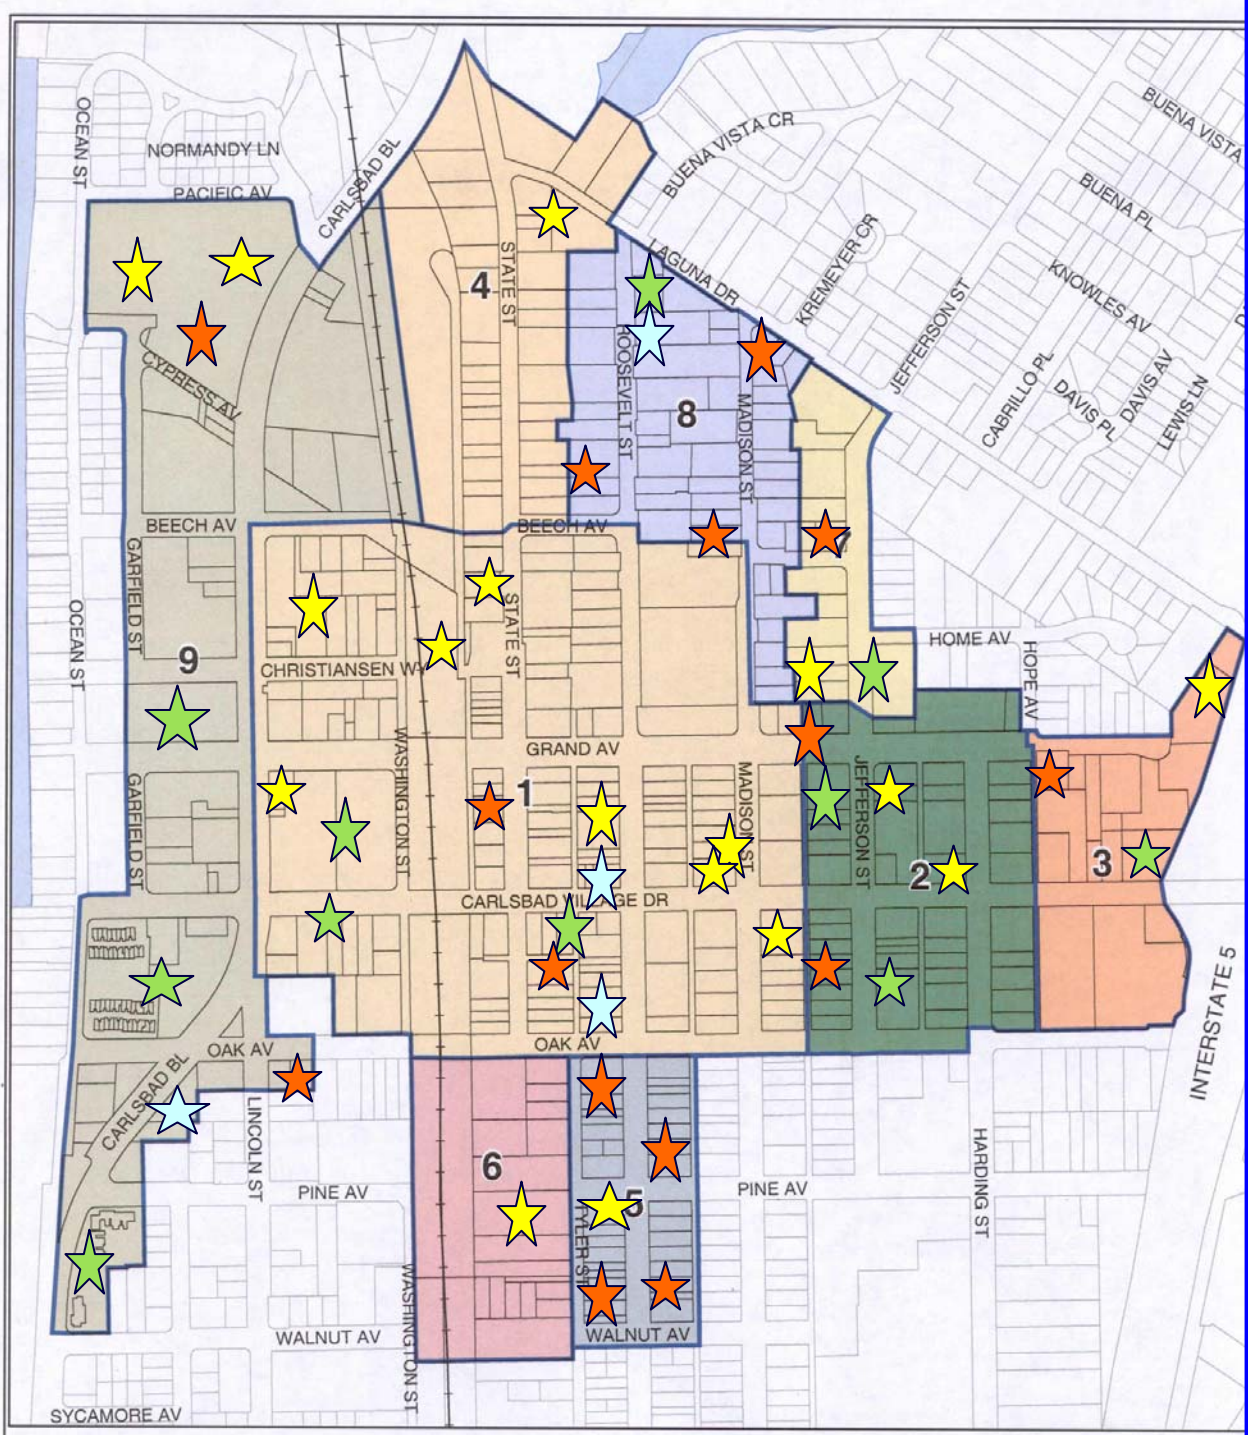 BUENA VISTA
BUENA VISTA CR
OCEAN ST
NORMANDY LN
CARLSBAD BL
PACIFIC AV
BUENA PL
KREMEYER CR
LAGUNA DR
STATE ST
4
KNOWLES AV
JEFFERSON ST
ROOSEVELT ST
CYPRESS AV
CABRILLO PL
DAVIS PL
DAVIS AV
LEWIS LN
8
MADISON ST
BEECH AV
BEECH AV
7
GARFIELD ST
OCEAN ST
STATE ST
HOME AV
HOPE AV
9
CHRISTIANSEN WY
GRAND AV
WASHINGTON ST
1
MADISON ST
JEFFERSON ST
GARFIELD ST
2
3
CARLSBAD VILLAGE DR
INTERSTATE 5
OAK AV
OAK AV
CARLSBAD BL
LINCOLN ST
6
PINE AV
5
PINE AV
HARDING ST
TYLER ST
WASHINGTON ST
WALNUT AV
WALNUT AV
SYCAMORE AV